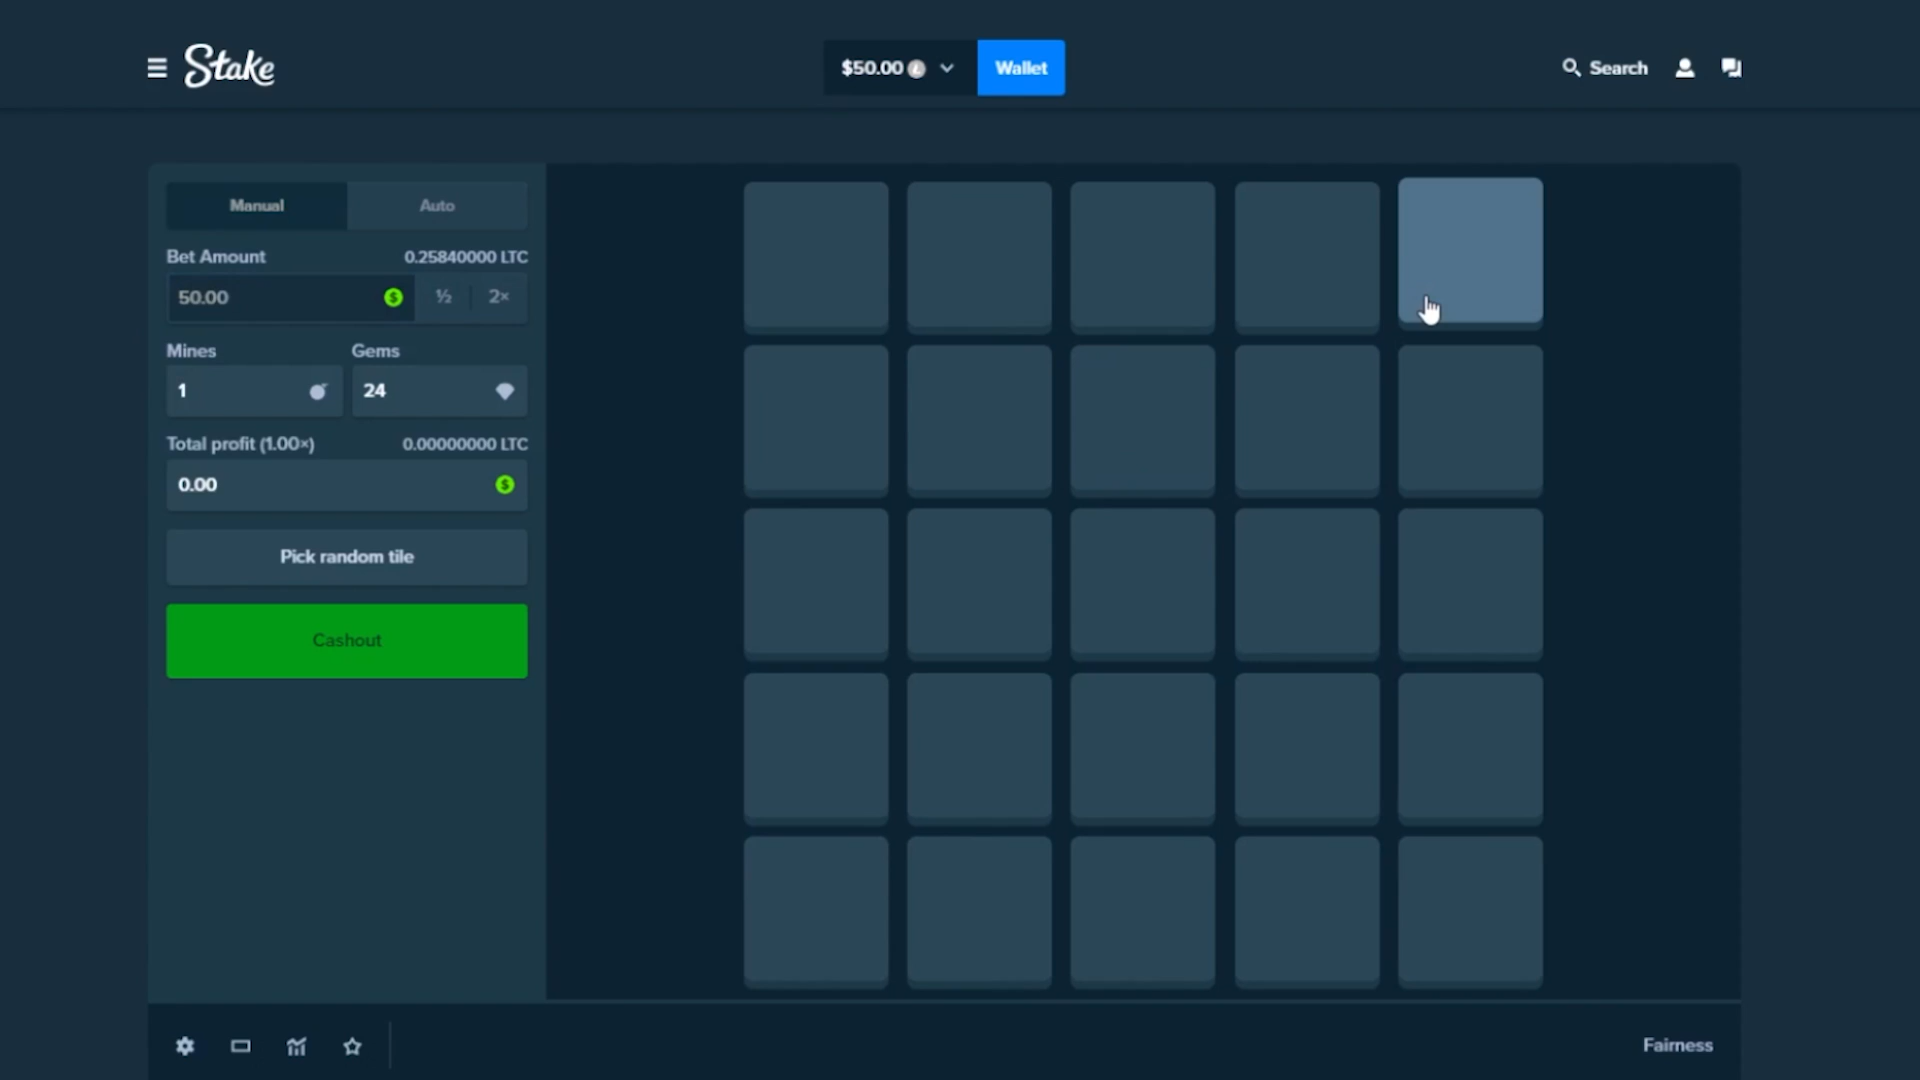 Stake
$50.00
Wallet
Search
Manual
Auto
Bet Amount
0.25840000 LTC
50.00
½
2×
Mines
Gems
1
24
Total profit (1.00×)
0.00000000 LTC
0.00
Pick random tile
Cashout
Fairness